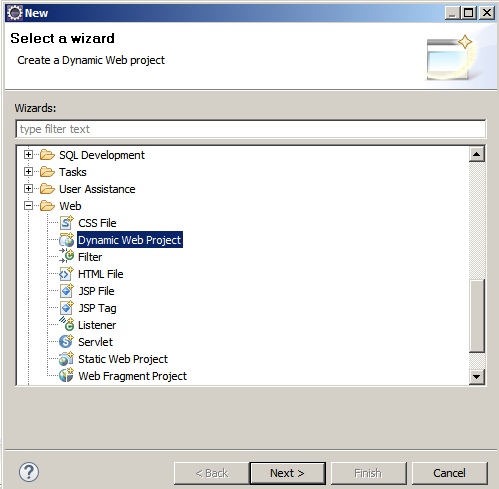 New
Select a wizard
Create a Dynamic Web project
Wizards:
type filter text
SQL Development
Tasks
User Assistance
Web
CSS File
Dynamic Web Project
Filter
HTML File
JSP File
JSP Tag
Listener
Servlet
Static Web Project
Web Fragment Project
? < Back Next > Finish Cancel